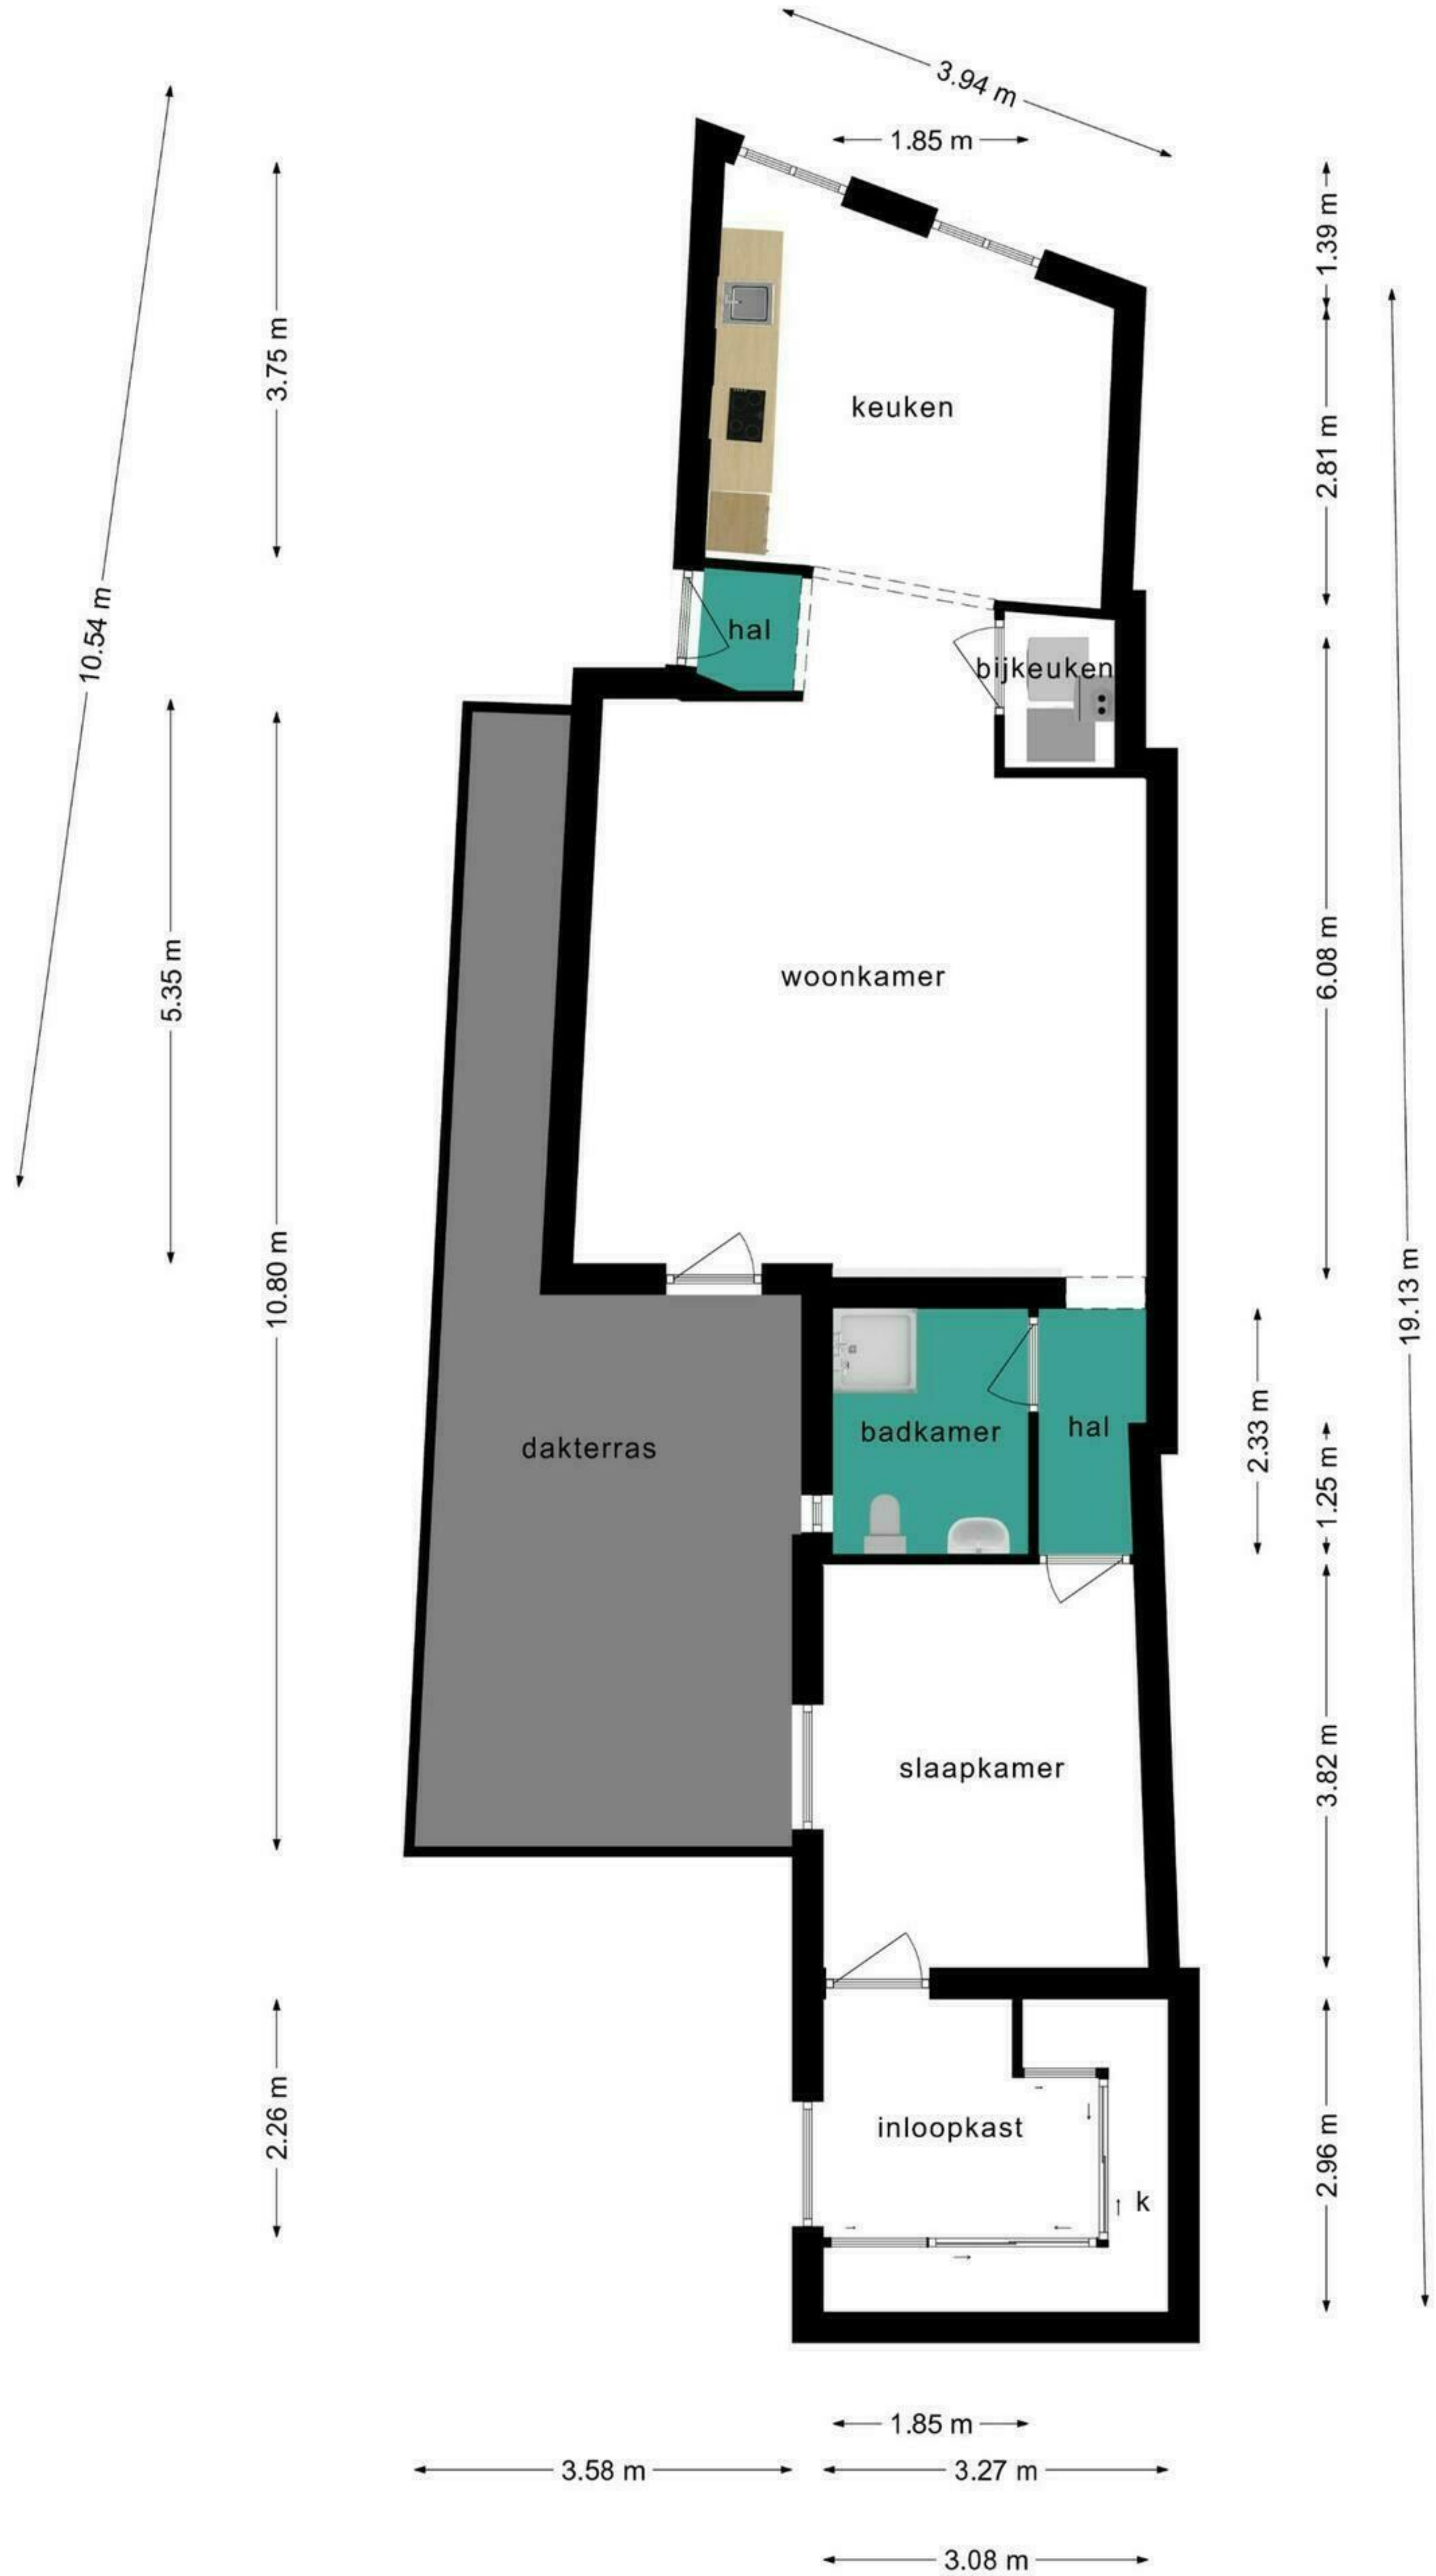 3.94 m
1.85 m
1.39 m
3.75 m
2.81 m
keuken
10.54 m
hal
bijkeuken
5.35 m
6.08 m
woonkamer
10.80 m
19.13 m
2.33 m
badkamer
hal
dakterras
1.25 m
slaapkamer
3.82 m
2.26 m
inloopkast
2.96 m
k
1.85 m
3.58 m
3.27 m
3.08 m